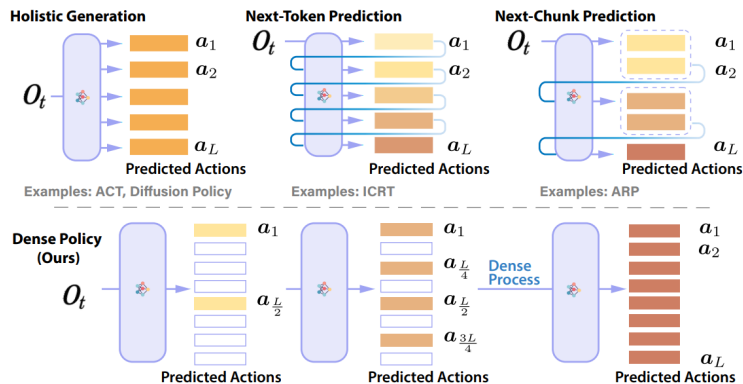 Holistic Generation
Next-Token Prediction
Next-Chunk Prediction
O_t
a_1
a_2
a_L
Predicted Actions
O_t
a_1
a_2
a_L
Predicted Actions
O_t
a_1
a_2
a_L
Predicted Actions
Examples: ACT, Diffusion Policy
Examples: ICRT
Examples: ARP
Dense Policy
(Ours)
O_t
a_1
a_{L/2}
Predicted Actions
a_1
a_{L/4}
a_{L/2}
a_{3L/4}
Predicted Actions
Dense
Process
a_1
a_2
a_L
Predicted Actions